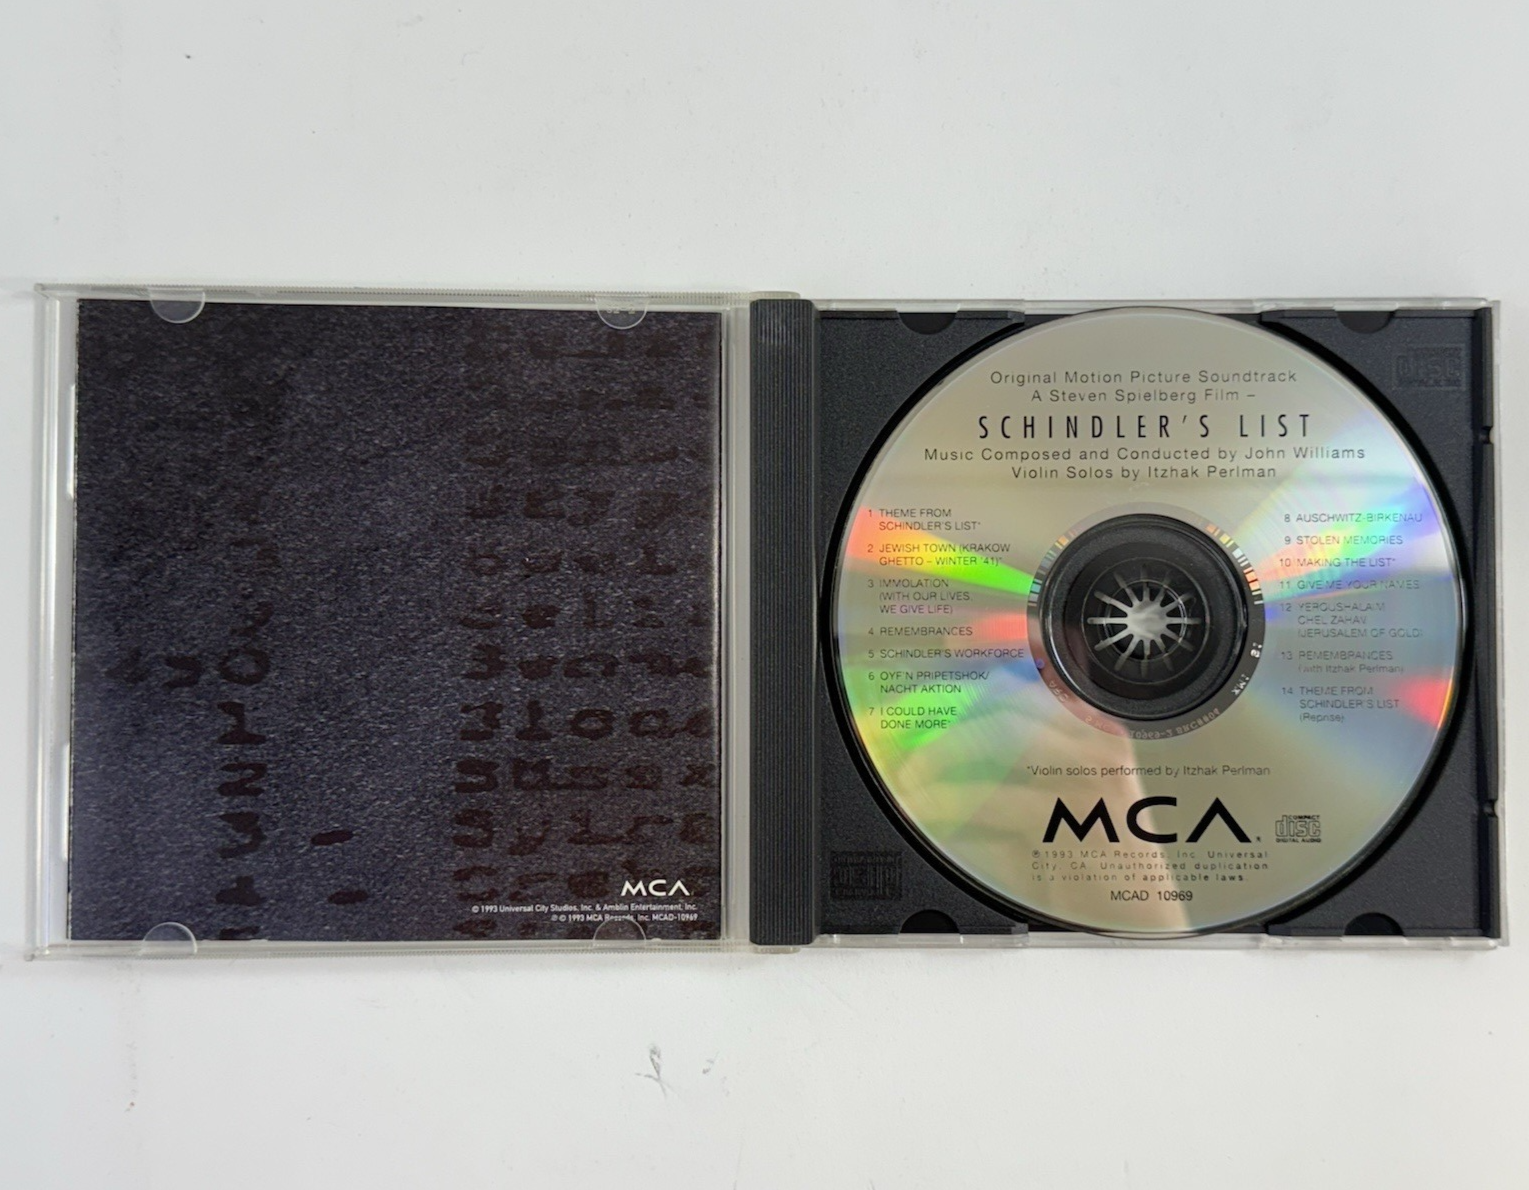 MCA
© 1993 Universal City Studios, Inc. & Amblin Entertainment, Inc.
℗ © 1993 MCA Records, Inc. MCAD-10969
Original Motion Picture Soundtrack
A Steven Spielberg Film –
SCHINDLER'S LIST
Music Composed and Conducted by John Williams
Violin Solos by Itzhak Perlman
1 THEME FROM
SCHINDLER'S LIST*
2 JEWISH TOWN (KRAKOW
GHETTO – WINTER '41)*
3 IMMOLATION
(WITH OUR LIVES,
WE GIVE LIFE)
4 REMEMBRANCES
5 SCHINDLER'S WORKFORCE
6 OYF'N PRIPETSHOK/
NACHT AKTION
7 I COULD HAVE
DONE MORE*
8 AUSCHWITZ-BIRKENAU
9 STOLEN MEMORIES
10 MAKING THE LIST*
11 GIVE ME YOUR NAMES
12 YEROUSHALAIM
CHEL ZAHAV
(JERUSALEM OF GOLD)
13 REMEMBRANCES
(with Itzhak Perlman)
14 THEME FROM
SCHINDLER'S LIST
(Reprise)
*Violin solos performed by Itzhak Perlman
MCA
COMPACT
disc
DIGITAL AUDIO
℗ 1993 MCA Records, Inc. Universal
City, CA. Unauthorized duplication
is a violation of applicable laws.
MCAD 10969